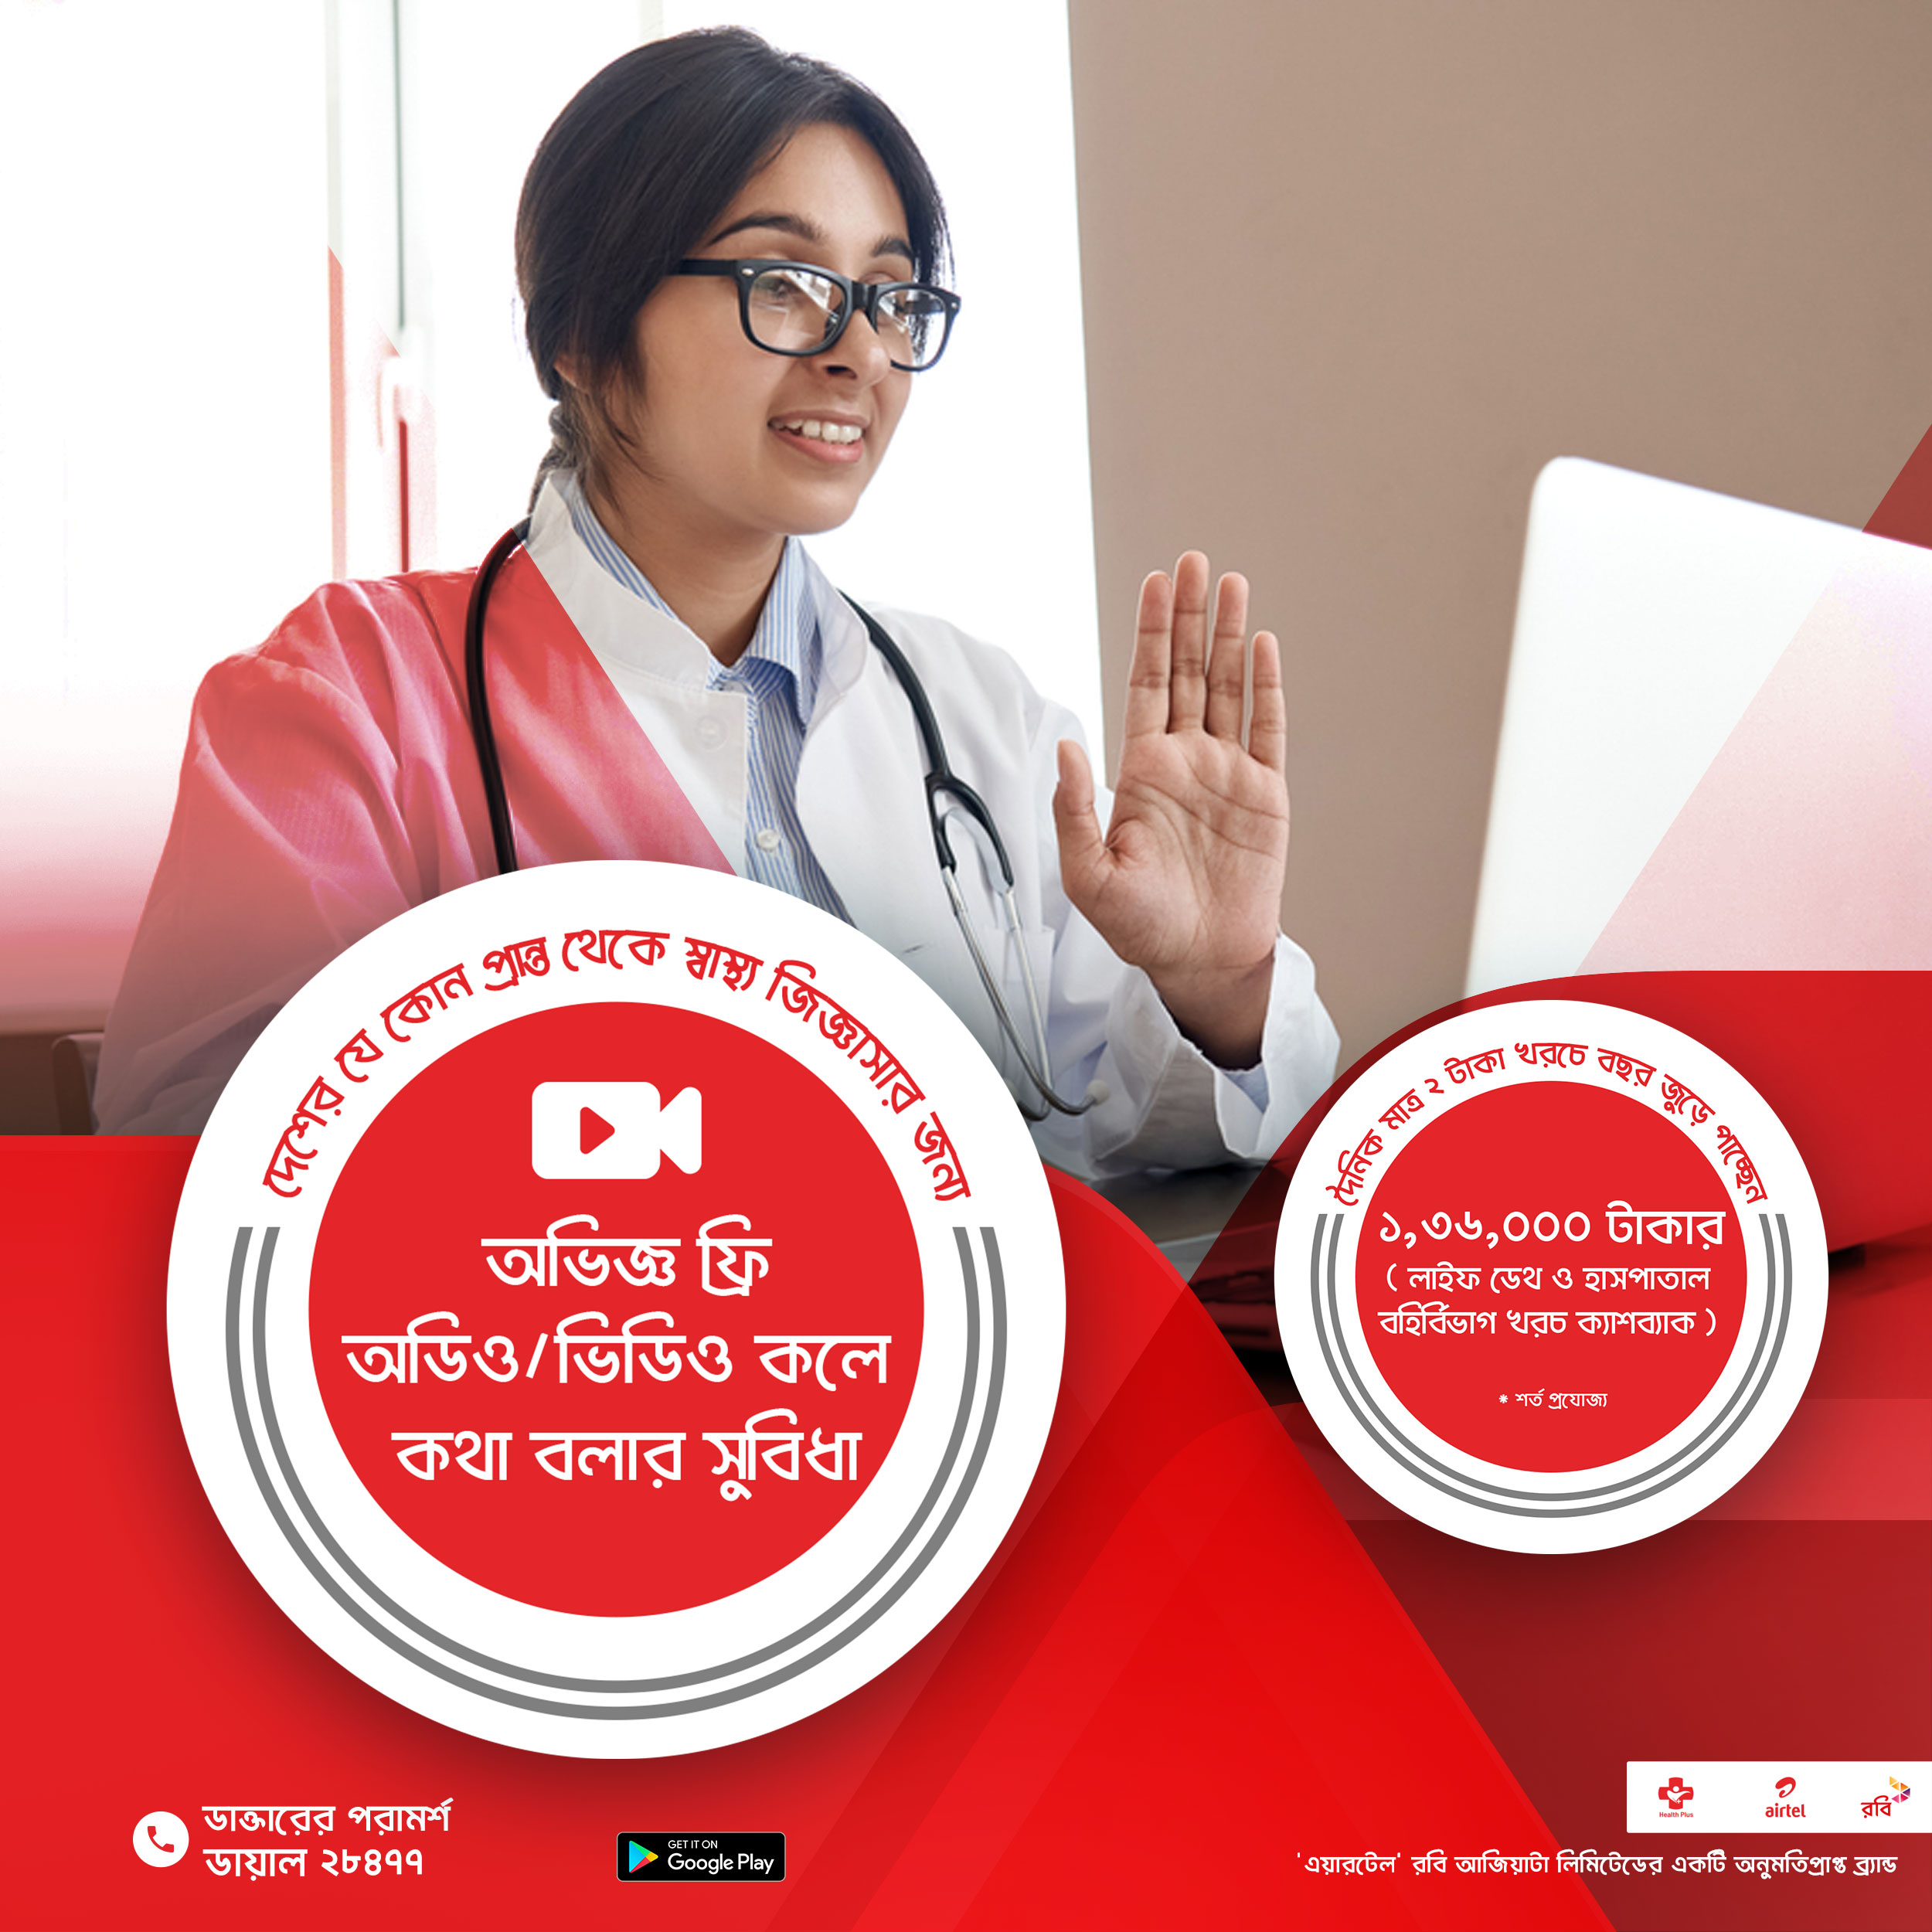 দেশের যে কোন প্রান্ত থেকে স্বাস্থ্য জিজ্ঞাসার জন্য
অভিজ্ঞ ফ্রি
অডিও/ভিডিও কলে
কথা বলার সুবিধা
দৈনিক মাত্র ২ টাকা খরচে বছর জুড়ে পাচ্ছেন
১,৩৬,০০০ টাকার
( লাইফ ডেথ ও হাসপাতাল
বহির্বিভাগ খরচ ক্যাশব্যাক )
* শর্ত প্রযোজ্য
ডাক্তারের পরামর্শ
ডায়াল ২৮৪৭৭
GET IT ON
Google Play
Health Plus
airtel
রবি
'এয়ারটেল' রবি আজিয়াটা লিমিটেডের একটি অনুমতিপ্রাপ্ত ব্র্যান্ড